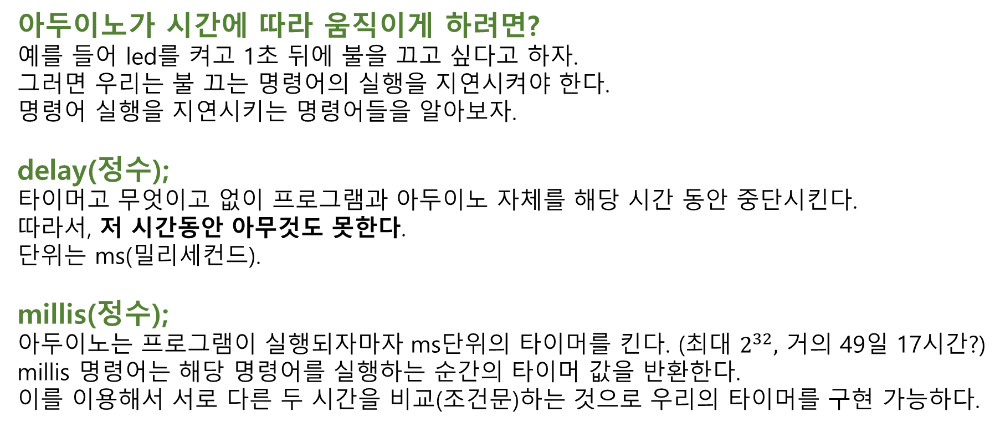 아두이노가 시간에 따라 움직이게 하려면?
예를 들어 led를 켜고 1초 뒤에 불을 끄고 싶다고 하자.
그러면 우리는 불 끄는 명령어의 실행을 지연시켜야 한다.
명령어 실행을 지연시키는 명령어들을 알아보자.
delay(정수);
타이머고 무엇이고 없이 프로그램과 아두이노 자체를 해당 시간 동안 중단시킨다.
따라서, 저 시간동안 아무것도 못한다.
단위는 ms(밀리세컨드).
millis(정수);
아두이노는 프로그램이 실행되자마자 ms단위의 타이머를 킨다. (최대 2³², 거의 49일 17시간?)
millis 명령어는 해당 명령어를 실행하는 순간의 타이머 값을 반환한다.
이를 이용해서 서로 다른 두 시간을 비교(조건문)하는 것으로 우리의 타이머를 구현 가능하다.